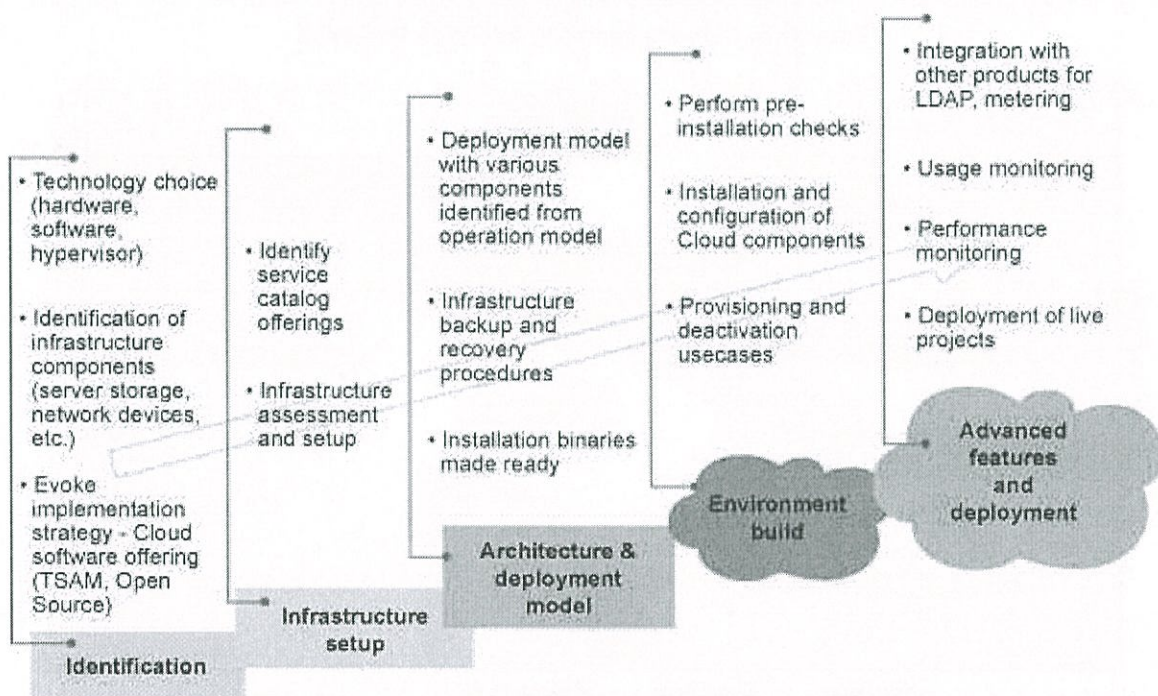 • Technology choice
(hardware,
software,
hypervisor)
• Identification of
infrastructure
components
(server storage,
network devices,
etc.)
• Evoke
implementation
strategy - Cloud
software offering
(TSAM, Open
Source)
Identification
• Identify
service
catalog
offerings
• Infrastructure
assessment
and setup
Infrastructure
setup
• Deployment model
with various
components
identified from
operation model
• Infrastructure
backup and
recovery
procedures
• Installation binaries
made ready
Architecture &
deployment
model
• Perform pre-
installation checks
• Installation and
configuration of
Cloud components
• Provisioning and
deactivation
usecases
Environment
build
• Integration with
other products for
LDAP, metering
• Usage monitoring
• Performance
monitoring
• Deployment of live
projects
Advanced
features
and
deployment